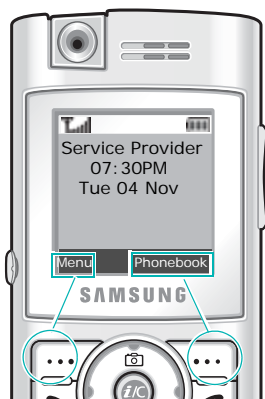 Service Provider
07:30PM
Tue 04 Nov
Menu Phonebook
SAMSUNG
i/C